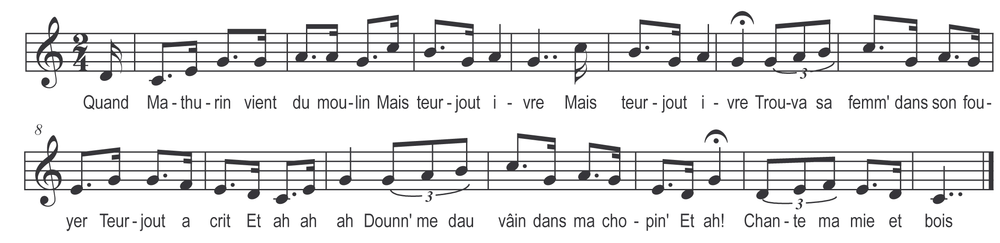 Quand Ma - thu - rin vient du mou - lin Mais teur - jout i - vre Mais teur - jout i - vre Trou - va sa femm' dans son fou -
8
yer Teur - jout a crit Et ah ah ah Dounn' me dau vâin dans ma cho - pin' Et ah! Chan - te ma mie et bois